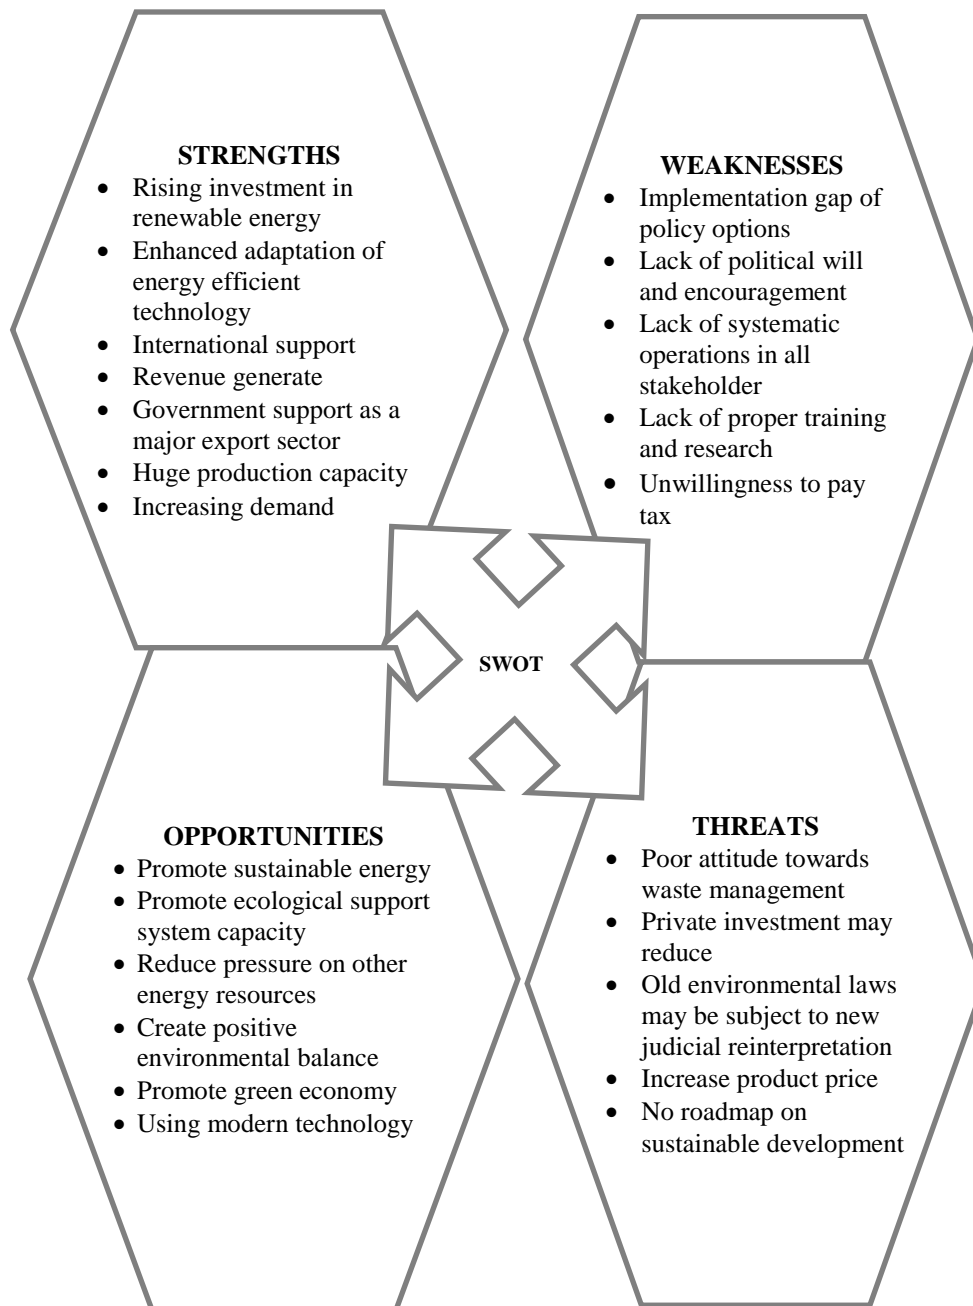 STRENGTHS
• Rising investment in
renewable energy
• Enhanced adaptation of
energy efficient
technology
• International support
• Revenue generate
• Government support as a
major export sector
• Huge production capacity
• Increasing demand
WEAKNESSES
• Implementation gap of
policy options
• Lack of political will
and encouragement
• Lack of systematic
operations in all
stakeholder
• Lack of proper training
and research
• Unwillingness to pay
tax
SWOT
OPPORTUNITIES
• Promote sustainable energy
• Promote ecological support
system capacity
• Reduce pressure on other
energy resources
• Create positive
environmental balance
• Promote green economy
• Using modern technology
THREATS
• Poor attitude towards
waste management
• Private investment may
reduce
• Old environmental laws
may be subject to new
judicial reinterpretation
• Increase product price
• No roadmap on
sustainable development